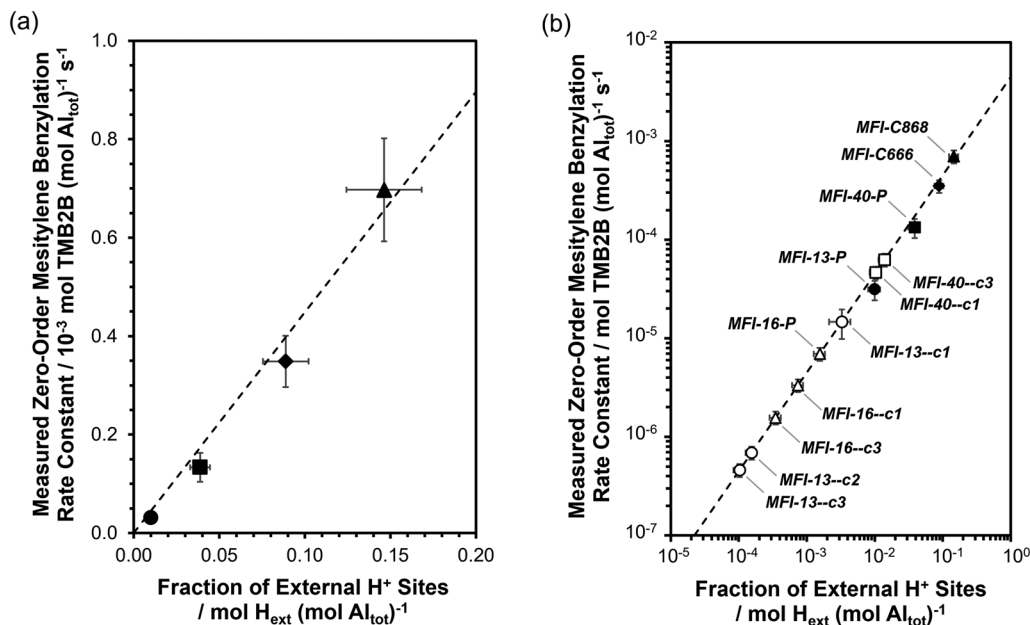 (a)
Measured Zero-Order Mesitylene Benzylation
Rate Constant / 10⁻³ mol TMB2B (mol Al_tot)⁻¹ s⁻¹
1.0
0.8
0.6
0.4
0.2
0.0
0.00 0.05 0.10 0.15 0.20
Fraction of External H⁺ Sites
/ mol H_ext (mol Al_tot)⁻¹
(b)
Measured Zero-Order Mesitylene Benzylation
Rate Constant / mol TMB2B (mol Al_tot)⁻¹ s⁻¹
10⁻²
10⁻³
10⁻⁴
10⁻⁵
10⁻⁶
10⁻⁷
MFI-C868
MFI-C666
MFI-40-P
MFI-13-P
MFI-40--c3
MFI-40--c1
MFI-16-P
MFI-13--c1
MFI-16--c1
MFI-16--c3
MFI-13--c2
MFI-13--c3
10⁻⁵ 10⁻⁴ 10⁻³ 10⁻² 10⁻¹ 10⁰
Fraction of External H⁺ Sites
/ mol H_ext (mol Al_tot)⁻¹